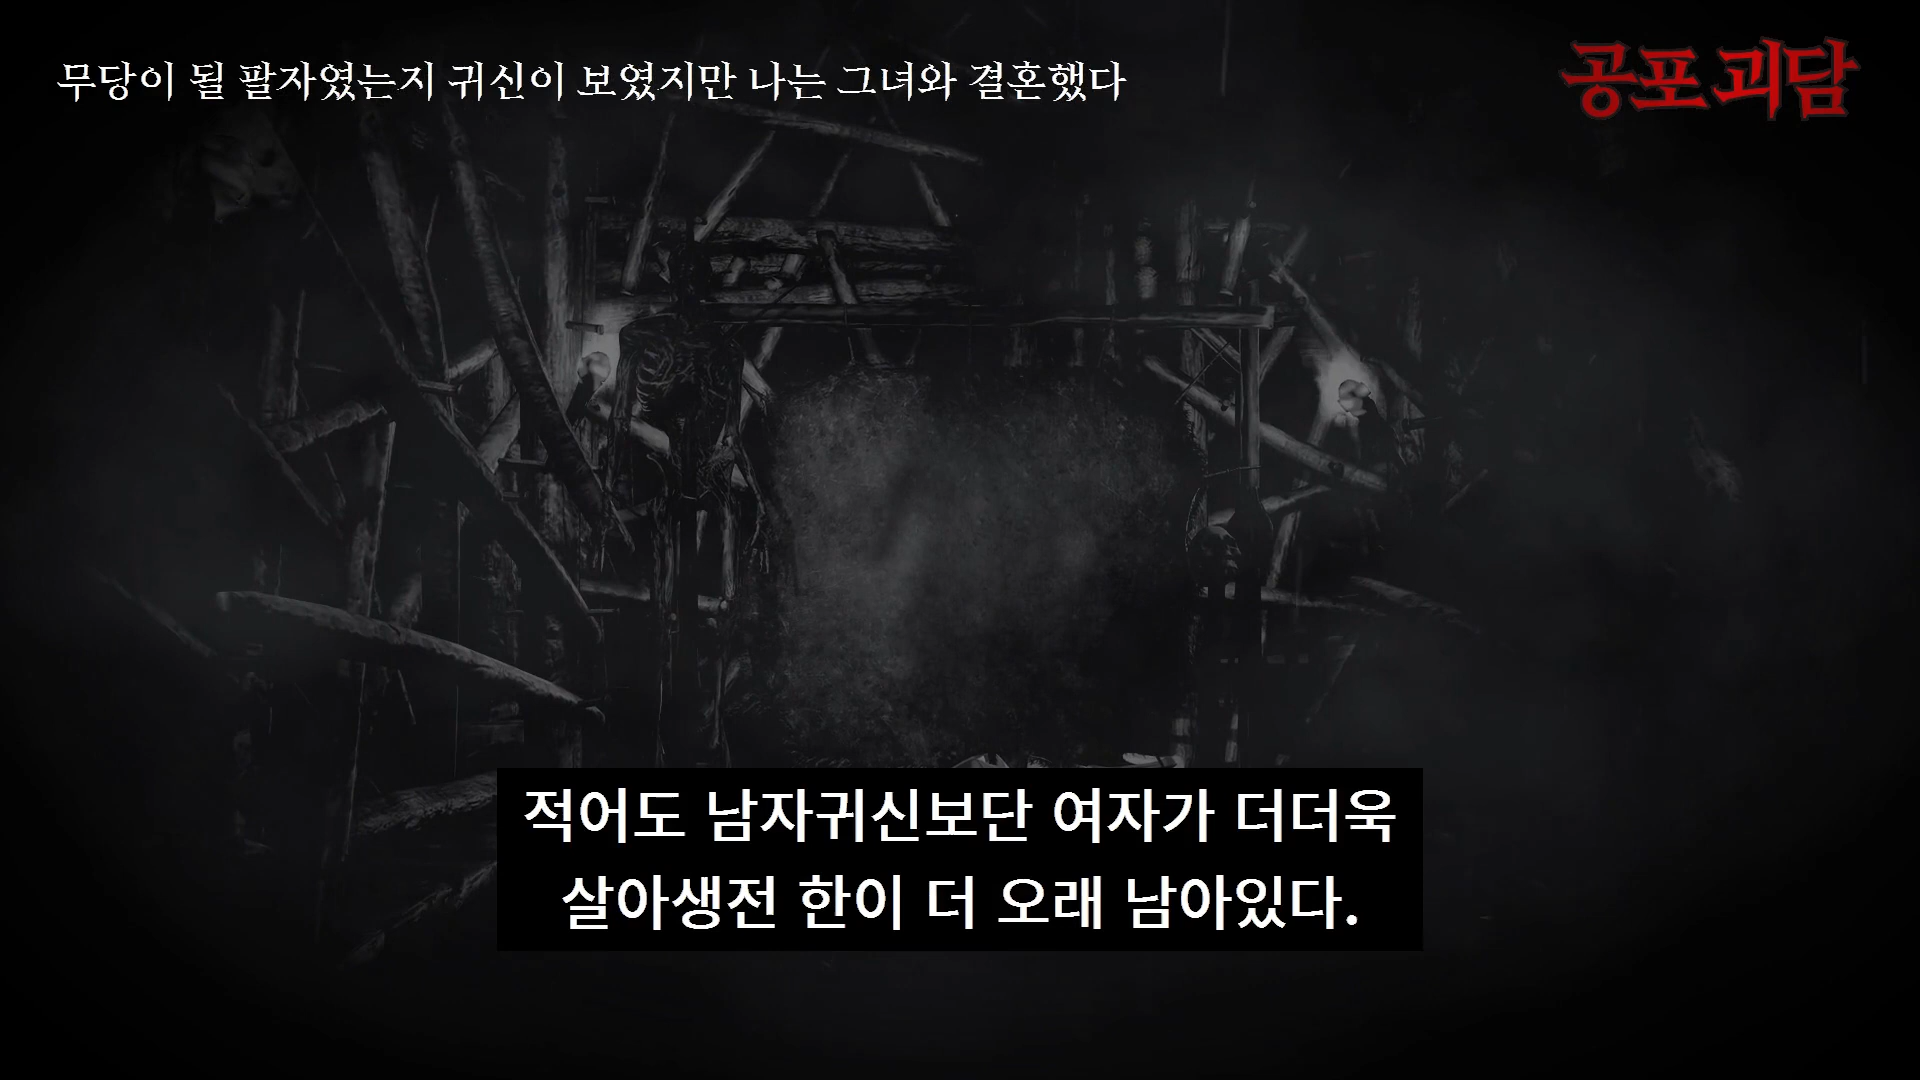 무당이 될 팔자였는지 귀신이 보였지만 나는 그녀와 결혼했다
공포괴담
적어도 남자귀신보단 여자가 더더욱
살아생전 한이 더 오래 남아있다.